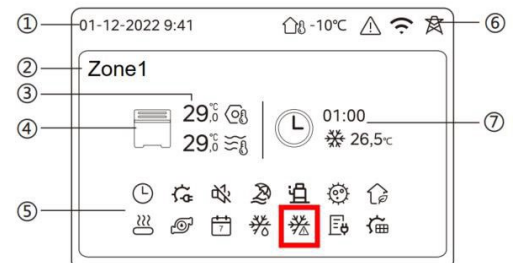 ① 01-12-2022 9:41 -10℃ ⑥
② Zone1
③
29,0 ℃ 01:00 ⑦
④
29,0 ℃ 26,5℃
⑤
7